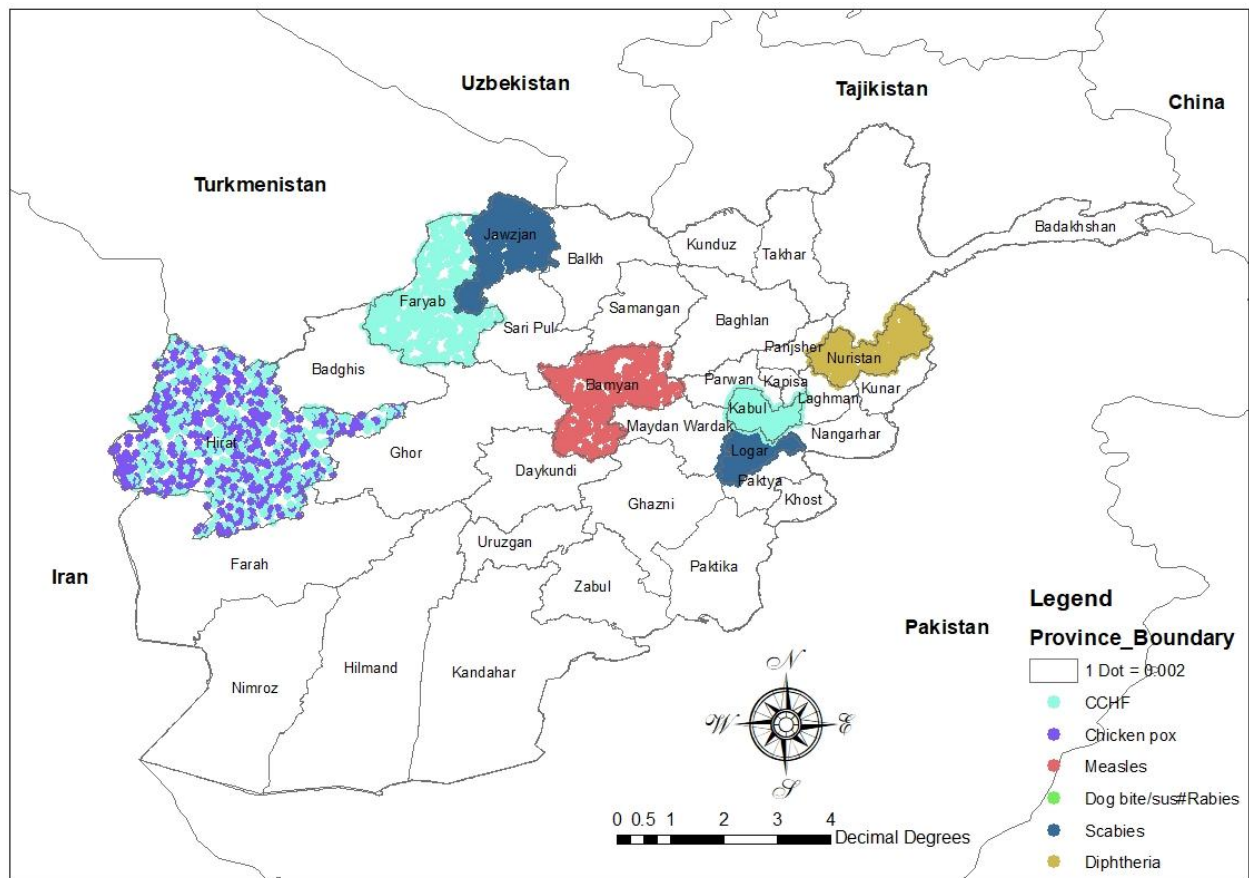 Uzbekistan
Tajikistan
China
Turkmenistan
Badakhshan
Jawzjan
Kunduz
Takhar
Balkh
Faryab
Samangan
Baghlan
Sari Pul
Panjsher
Nuristan
Badghis
Bamyan
Parwan
Kapisa
Kunar
Laghman
Kabul
Maydan Wardak
Nangarhar
Hirat
Ghor
Logar
Daykundi
Paktya
Khost
Ghazni
Uruzgan
Farah
Paktika
Iran
Zabul
Pakistan
Hilmand
Kandahar
Nimroz
N
W
E
S
0 0.5 1 2 3 4
Decimal Degrees
Legend
Province_Boundary
1 Dot = 0.002
CCHF
Chicken pox
Measles
Dog bite/sus#Rabies
Scabies
Diphtheria